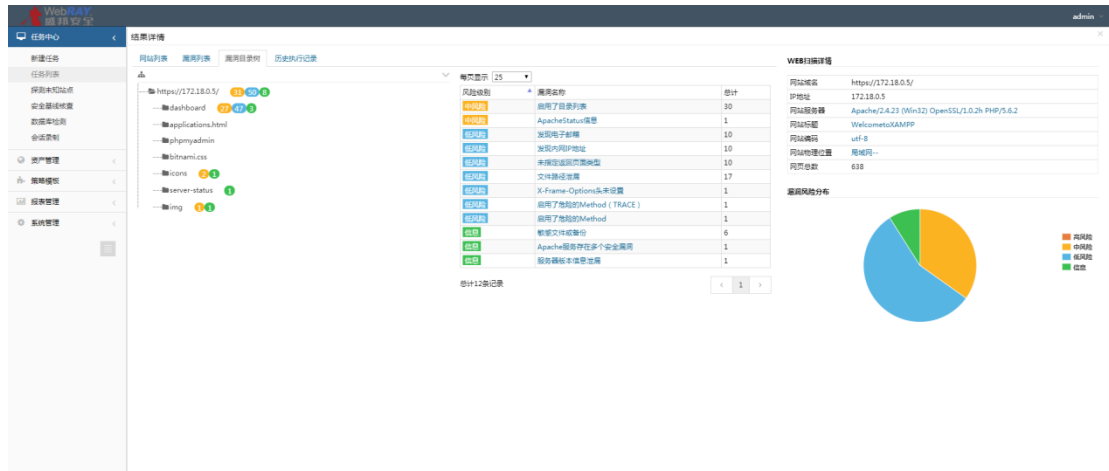 WebRAY
盛邦安全
admin
任务中心
新建任务
任务列表
探测未知站点
安全基线核查
数据库检测
会话录制
资产管理
策略模板
报表管理
系统管理
结果详情
网站列表 漏洞列表 漏洞目录树 历史执行记录
https://172.18.0.5/ 31 50 8
dashboard 27 47 3
applications.html
phpmyadmin
bitnami.css
icons 2 1
server-status 1
img 1 1
每页显示 25
风险级别 漏洞名称 总计
中风险 启用了目录列表 30
中风险 ApacheStatus信息 1
低风险 发现电子邮箱 10
低风险 发现内网IP地址 10
低风险 未指定返回页面类型 10
低风险 文件路径泄露 17
低风险 X-Frame-Options头未设置 1
低风险 启用了危险的Method（TRACE） 1
低风险 启用了危险的Method 1
信息 敏感文件或备份 6
信息 Apache服务存在多个安全漏洞 1
信息 服务器版本信息泄露 1
总计12条记录
< 1 >
WEB扫描详情
网站域名 https://172.18.0.5/
IP地址 172.18.0.5
网站服务器 Apache/2.4.23 (Win32) OpenSSL/1.0.2h PHP/5.6.2
网站标题 WelcometoXAMPP
网站编码 utf-8
网站物理位置 局域网--
网页总数 638
漏洞风险分布
高风险
中风险
低风险
信息